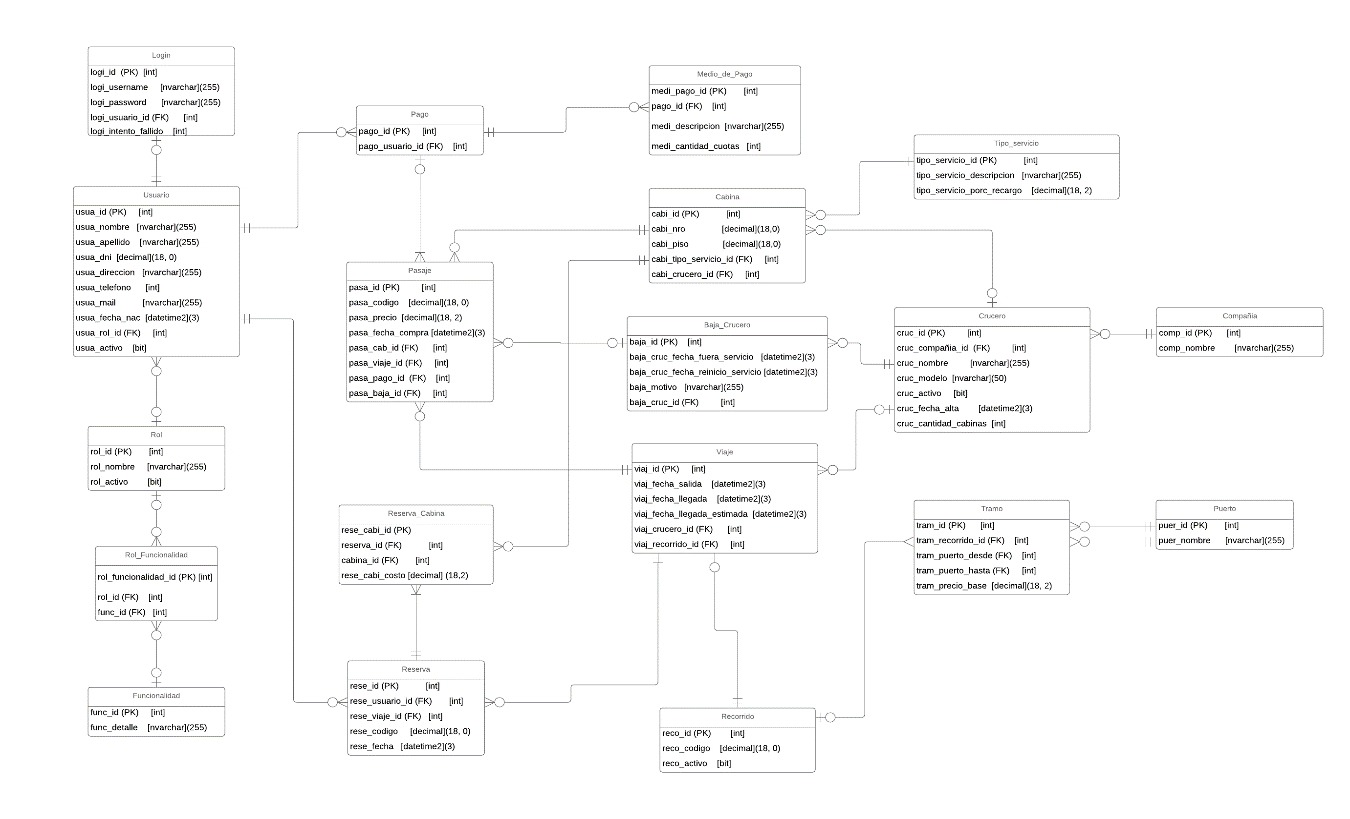 Login
logi_id (PK) [int]
logi_username [nvarchar](255)
logi_password [nvarchar](255)
logi_usuario_id (FK) [int]
logi_intento_fallido [int]
Usuario
usua_id (PK) [int]
usua_nombre [nvarchar](255)
usua_apellido [nvarchar](255)
usua_dni [decimal](18, 0)
usua_direccion [nvarchar](255)
usua_telefono [int]
usua_mail [nvarchar](255)
usua_fecha_nac [datetime2](3)
usua_rol_id (FK) [int]
usua_activo [bit]
Rol
rol_id (PK) [int]
rol_nombre [nvarchar](255)
rol_activo [bit]
Rol_Funcionalidad
rol_funcionalidad_id (PK) [int]
rol_id (FK) [int]
func_id (FK) [int]
Funcionalidad
func_id (PK) [int]
func_detalle [nvarchar](255)
Pago
pago_id (PK) [int]
pago_usuario_id (FK) [int]
Pasaje
pasa_id (PK) [int]
pasa_codigo [decimal](18, 0)
pasa_precio [decimal](18, 2)
pasa_fecha_compra [datetime2](3)
pasa_cab_id (FK) [int]
pasa_viaje_id (FK) [int]
pasa_pago_id (FK) [int]
pasa_baja_id (FK) [int]
Reserva_Cabina
rese_cabi_id (PK)
reserva_id (FK) [int]
cabina_id (FK) [int]
rese_cabi_costo [decimal] (18,2)
Reserva
rese_id (PK) [int]
rese_usuario_id (FK) [int]
rese_viaje_id (FK) [int]
rese_codigo [decimal](18, 0)
rese_fecha [datetime2](3)
Medio_de_Pago
medi_pago_id (PK) [int]
pago_id (FK) [int]
medi_descripcion [nvarchar](255)
medi_cantidad_cuotas [int]
Cabina
cabi_id (PK) [int]
cabi_nro [decimal](18,0)
cabi_piso [decimal](18,0)
cabi_tipo_servicio_id (FK) [int]
cabi_crucero_id (FK) [int]
Baja_Crucero
baja_id (PK) [int]
baja_cruc_fecha_fuera_servicio [datetime2](3)
baja_cruc_fecha_reinicio_servicio [datetime2](3)
baja_motivo [nvarchar](255)
baja_cruc_id (FK) [int]
Viaje
viaj_id (PK) [int]
viaj_fecha_salida [datetime2](3)
viaj_fecha_llegada [datetime2](3)
viaj_fecha_llegada_estimada [datetime2](3)
viaj_crucero_id (FK) [int]
viaj_recorrido_id (FK) [int]
Recorrido
reco_id (PK) [int]
reco_codigo [decimal](18, 0)
reco_activo [bit]
Tipo_servicio
tipo_servicio_id (PK) [int]
tipo_servicio_descripcion [nvarchar](255)
tipo_servicio_porc_recargo [decimal](18, 2)
Crucero
cruc_id (PK) [int]
cruc_compañia_id (FK) [int]
cruc_nombre [nvarchar](255)
cruc_modelo [nvarchar](50)
cruc_activo [bit]
cruc_fecha_alta [datetime2](3)
cruc_cantidad_cabinas [int]
Compañia
comp_id (PK) [int]
comp_nombre [nvarchar](255)
Tramo
tram_id (PK) [int]
tram_recorrido_id (FK) [int]
tram_puerto_desde (FK) [int]
tram_puerto_hasta (FK) [int]
tram_precio_base [decimal](18, 2)
Puerto
puer_id (PK) [int]
puer_nombre [nvarchar](255)